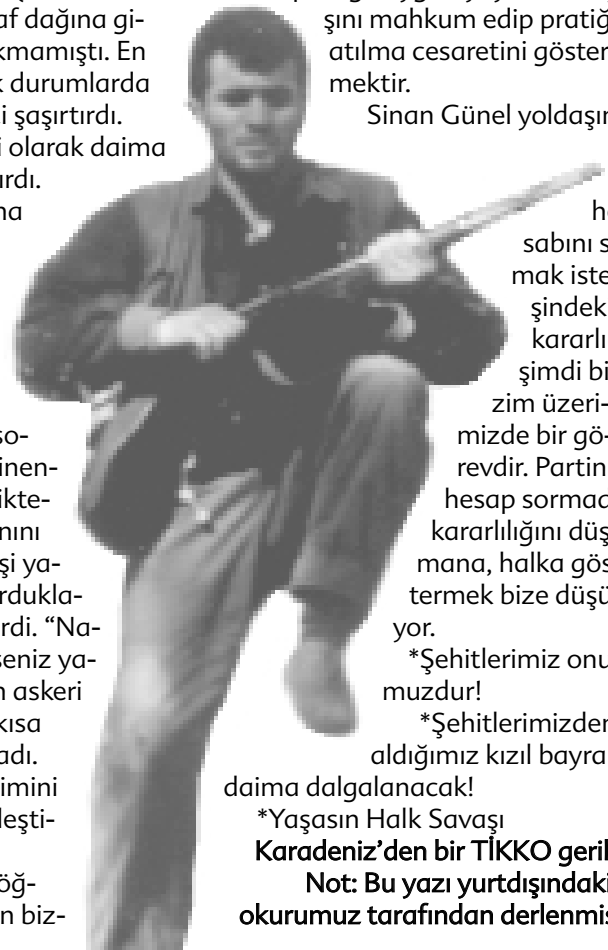 af dağına gi-
kmamıştı. En
k durumlarda
i şaşırtırdı.
i olarak daima
ırdı.
na
so-
inen-
ikte-
nını
şi ya-
rdukla-
rdi. “Na-
seniz ya-
n askeri
kısa
adı.
imini
leşti-
öğ-
n biz-
şını mahkum edip pratiğ
atılma cesaretini göster
mektir.
Sinan Günel yoldaşın
he
sabını s
mak iste
şindek
kararlı
şimdi bi
zim üzeri-
mizde bir gö-
revdir. Partin
hesap sormad
kararlılığını düş
mana, halka gös
termek bize düşü
yor.
*Şehitlerimiz onu
muzdur!
*Şehitlerimizden
aldığımız kızıl bayra
daima dalgalanacak!
*Yaşasın Halk Savaşı
Karadeniz’den bir TİKKO geril
Not: Bu yazı yurtdışındaki
okurumuz tarafından derlenmiş